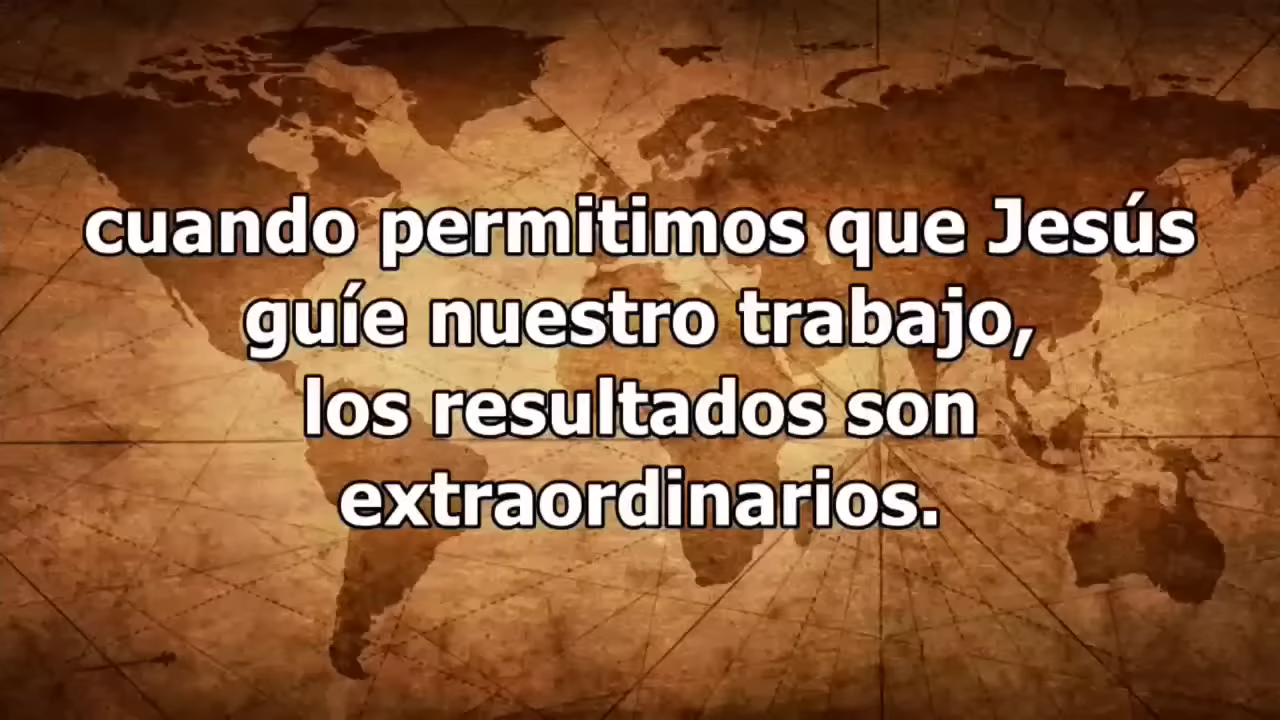 cuando permitimos que Jesús
guíe nuestro trabajo,
los resultados son
extraordinarios.